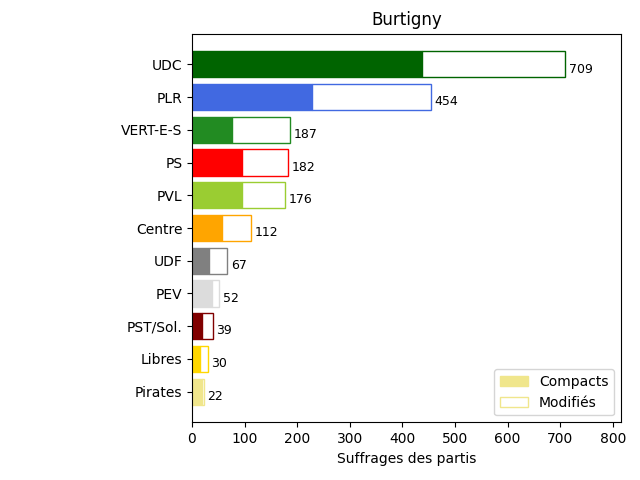 Burtigny
UDC 709
PLR 454
VERT-E-S 187
PS 182
PVL 176
Centre 112
UDF 67
PEV 52
PST/Sol. 39
Libres 30
Pirates 22
Compacts
Modifiés
0 100 200 300 400 500 600 700 800
Suffrages des partis